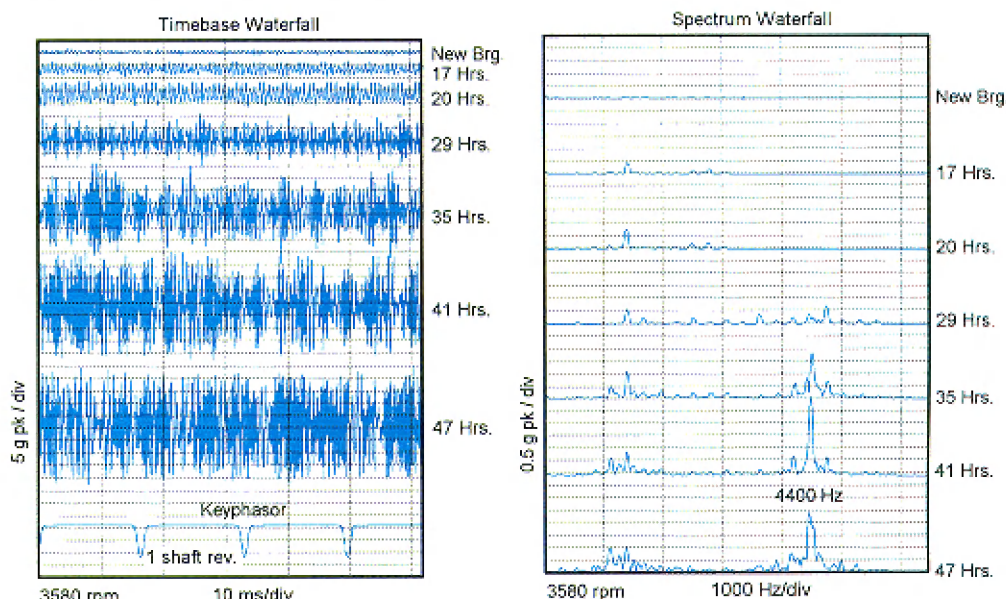 Timebase Waterfall
New Brg.
17 Hrs.
20 Hrs.
29 Hrs.
35 Hrs.
41 Hrs.
47 Hrs.
5 g pk / div
Keyphasor
1 shaft rev.
3580 rpm 10 ms/div
Spectrum Waterfall
New Brg
17 Hrs.
20 Hrs.
29 Hrs.
35 Hrs.
41 Hrs.
4400 Hz
47 Hrs.
0.5 g pk / div
3580 rpm 1000 Hz/div